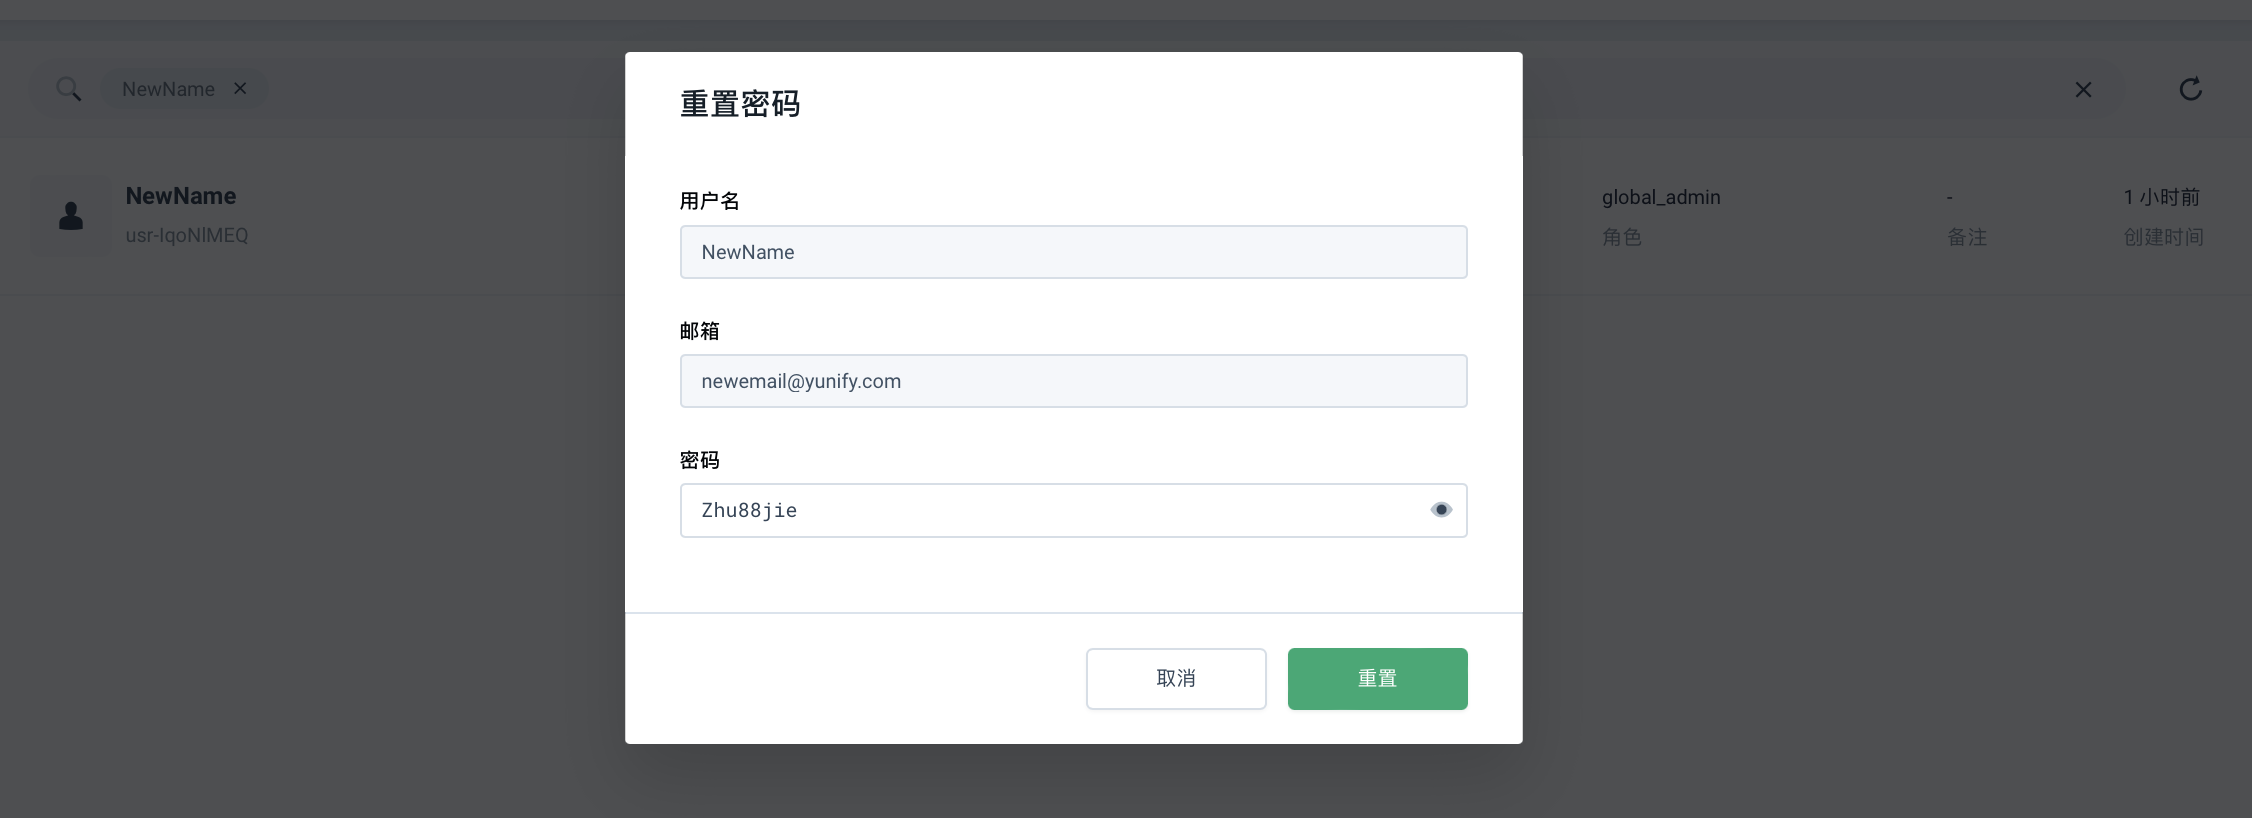 NewName
重置密码
NewName
usr-IqoNlMEQ
global_admin
角色
-
备注
1 小时前
创建时间
用户名
NewName
邮箱
newemail@yunify.com
密码
Zhu88jie
取消
重置